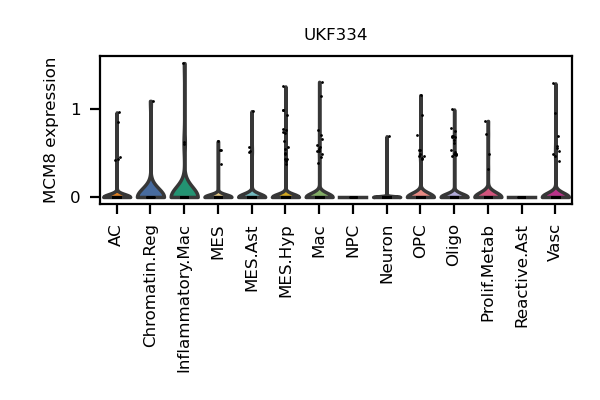 UKF334
MCM8 expression
1
0
AC
Chromatin.Reg
Inflammatory.Mac
MES
MES.Ast
MES.Hyp
Mac
NPC
Neuron
OPC
Oligo
Prolif.Metab
Reactive.Ast
Vasc